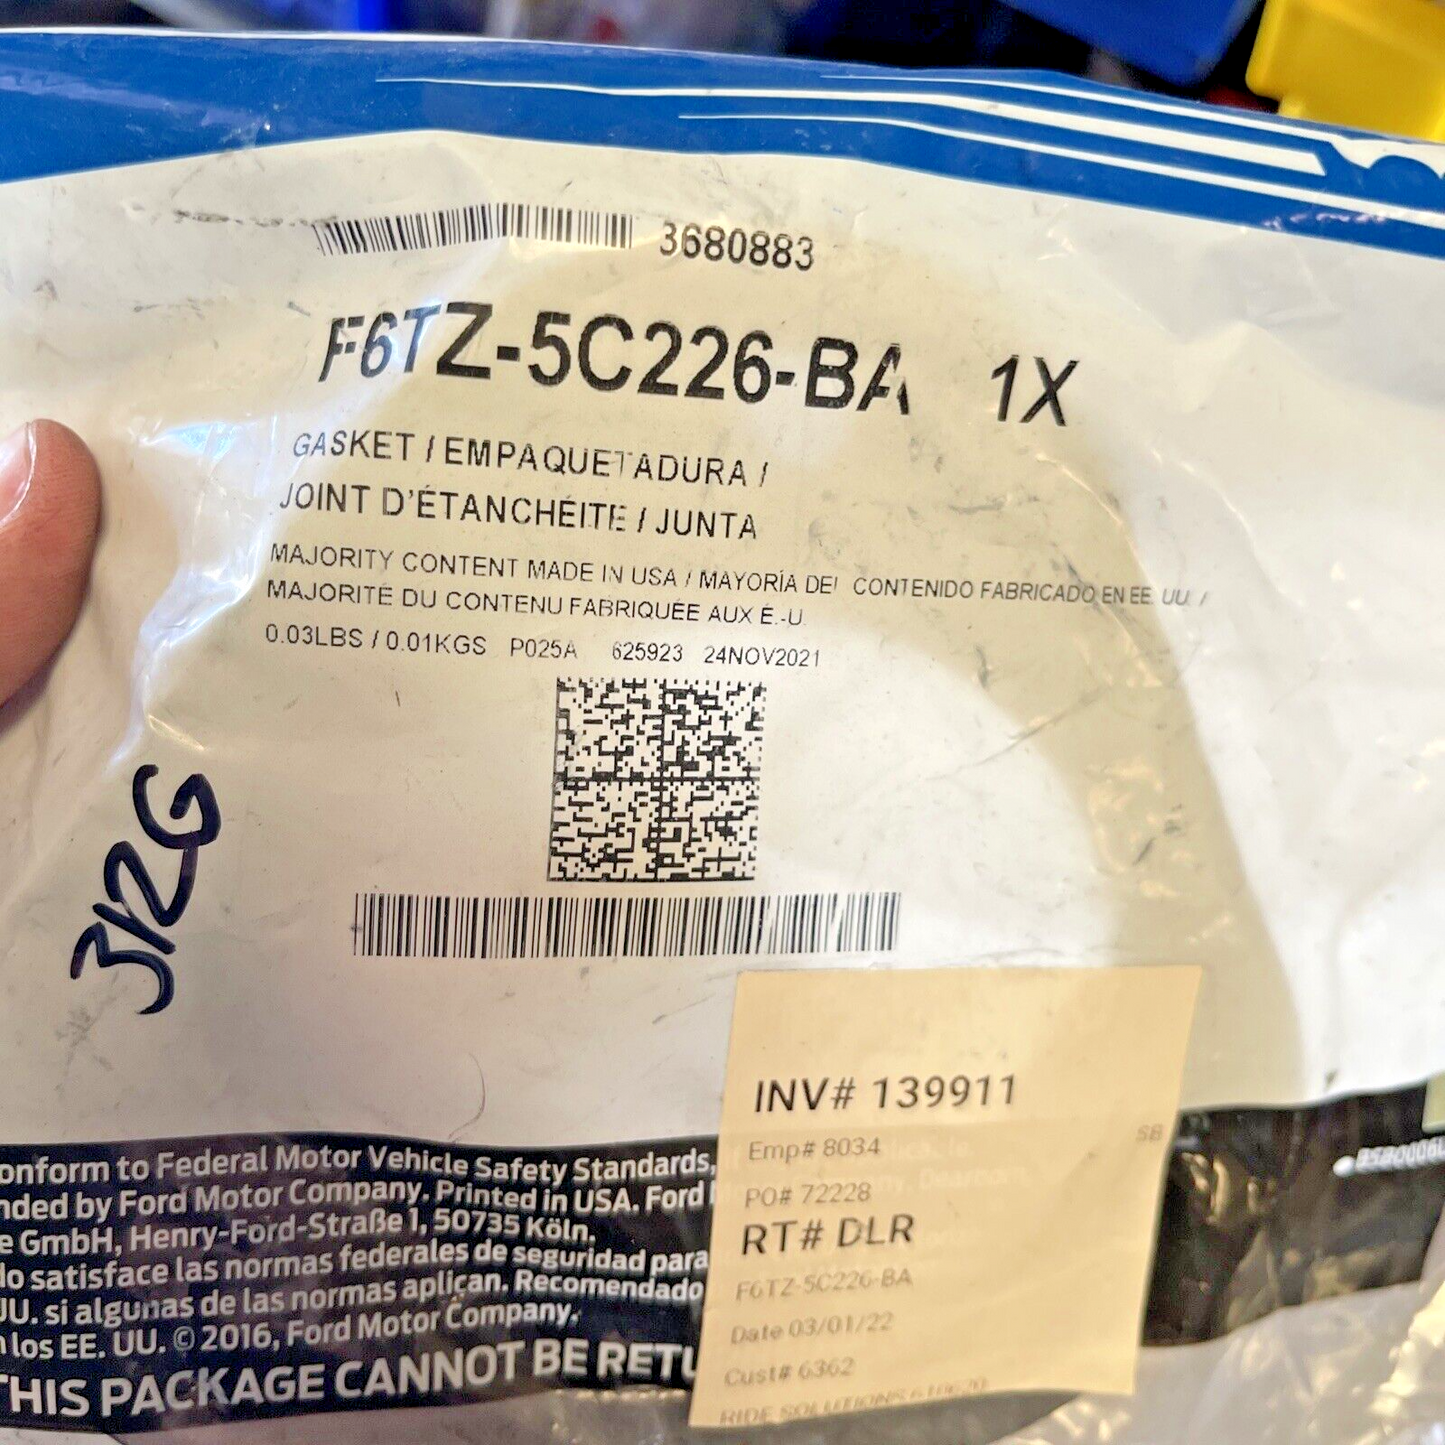 3680883
F6TZ-5C226-BA 1X
GASKET / EMPAQUETADURA /
JOINT D'ÉTANCHÉITÉ / JUNTA
MAJORITY CONTENT MADE IN USA / MAYORÍA DEL CONTENIDO FABRICADO EN EE. UU. /
MAJORITÉ DU CONTENU FABRIQUÉE AUX É.-U.
0.03LBS / 0.01KGS P025A 625923 24NOV2021
312G
INV# 139911
Emp# 8034
SB
PO# 72228
RT# DLR
F6TZ-5C226-BA
Date 03/01/22
Cust# 6362
RIDE SOLUTIONS
onform to Federal Motor Vehicle Safety Standards,
nded by Ford Motor Company. Printed in USA. Ford
e GmbH, Henry-Ford-Straße 1, 50735 Köln.
lo satisface las normas federales de seguridad para
UU. si algunas de las normas aplican. Recomendado
los EE. UU. © 2016, Ford Motor Company.
THIS PACKAGE CANNOT BE RETU